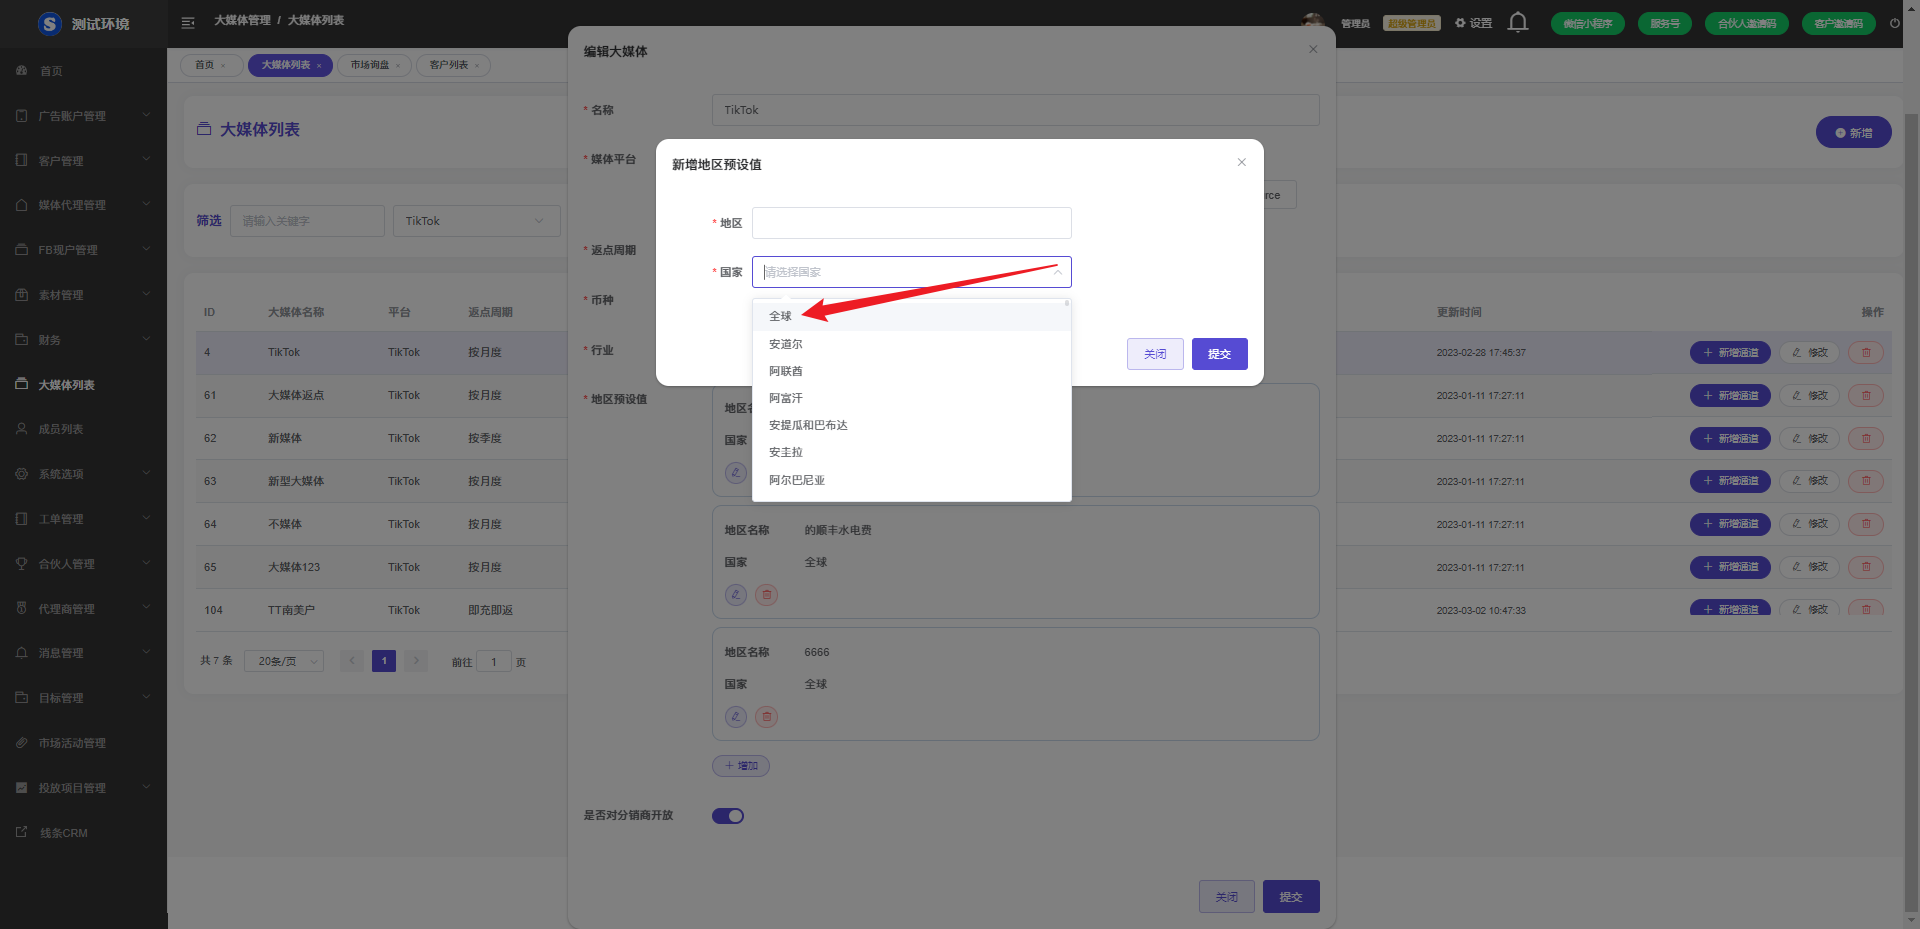 测试环境
大媒体管理 / 大媒体列表
管理员
超级管理员
设置
微信小程序
服务号
合伙人邀请码
客户邀请码
首页
广告账户管理
客户管理
媒体代理管理
FB现户管理
素材管理
财务
大媒体列表
成员列表
系统选项
工单管理
合伙人管理
代理商管理
消息管理
目标管理
市场活动管理
投放项目管理
线条CRM
首页 ×
大媒体列表 ×
市场询盘 ×
客户列表 ×
大媒体列表
新增
筛选
请输入关键字
TikTok
ID 大媒体名称 平台 返点周期 更新时间 操作
4 TikTok TikTok 按月度 2023-02-28 17:45:37 新增通道 修改
61 大媒体返点 TikTok 按月度 2023-01-11 17:27:11 新增通道 修改
62 新媒体 TikTok 按季度 2023-01-11 17:27:11 新增通道 修改
63 新型大媒体 TikTok 按月度 2023-01-11 17:27:11 新增通道 修改
64 不媒体 TikTok 按月度 2023-01-11 17:27:11 新增通道 修改
65 大媒体123 TikTok 按月度 2023-01-11 17:27:11 新增通道 修改
104 TT南美户 TikTok 即充即返 2023-03-02 10:47:33 新增通道 修改
共 7 条
20条/页
1
前往 1 页
编辑大媒体
* 名称
TikTok
* 媒体平台
rce
* 返点周期
* 币种
* 行业
* 地区预设值
地区名
国家
地区名称 的顺丰水电费
国家 全球
地区名称 6666
国家 全球
增加
是否对分销商开放
关闭
提交
新增地区预设值
* 地区
* 国家
请选择国家
全球
安道尔
阿联酋
阿富汗
安提瓜和巴布达
安圭拉
阿尔巴尼亚
关闭
提交